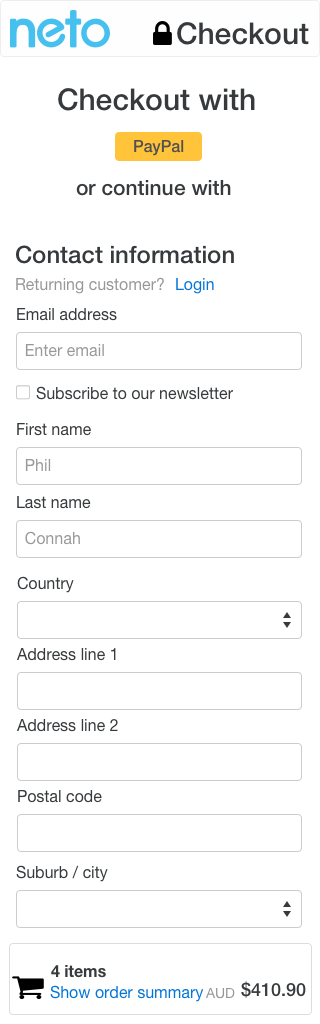 neto Checkout
Checkout with
PayPal
or continue with
Contact information
Returning customer? Login
Email address
Enter email
Subscribe to our newsletter
First name
Phil
Last name
Connah
Country
Address line 1
Address line 2
Postal code
Suburb / city
4 items
Show order summary AUD $410.90